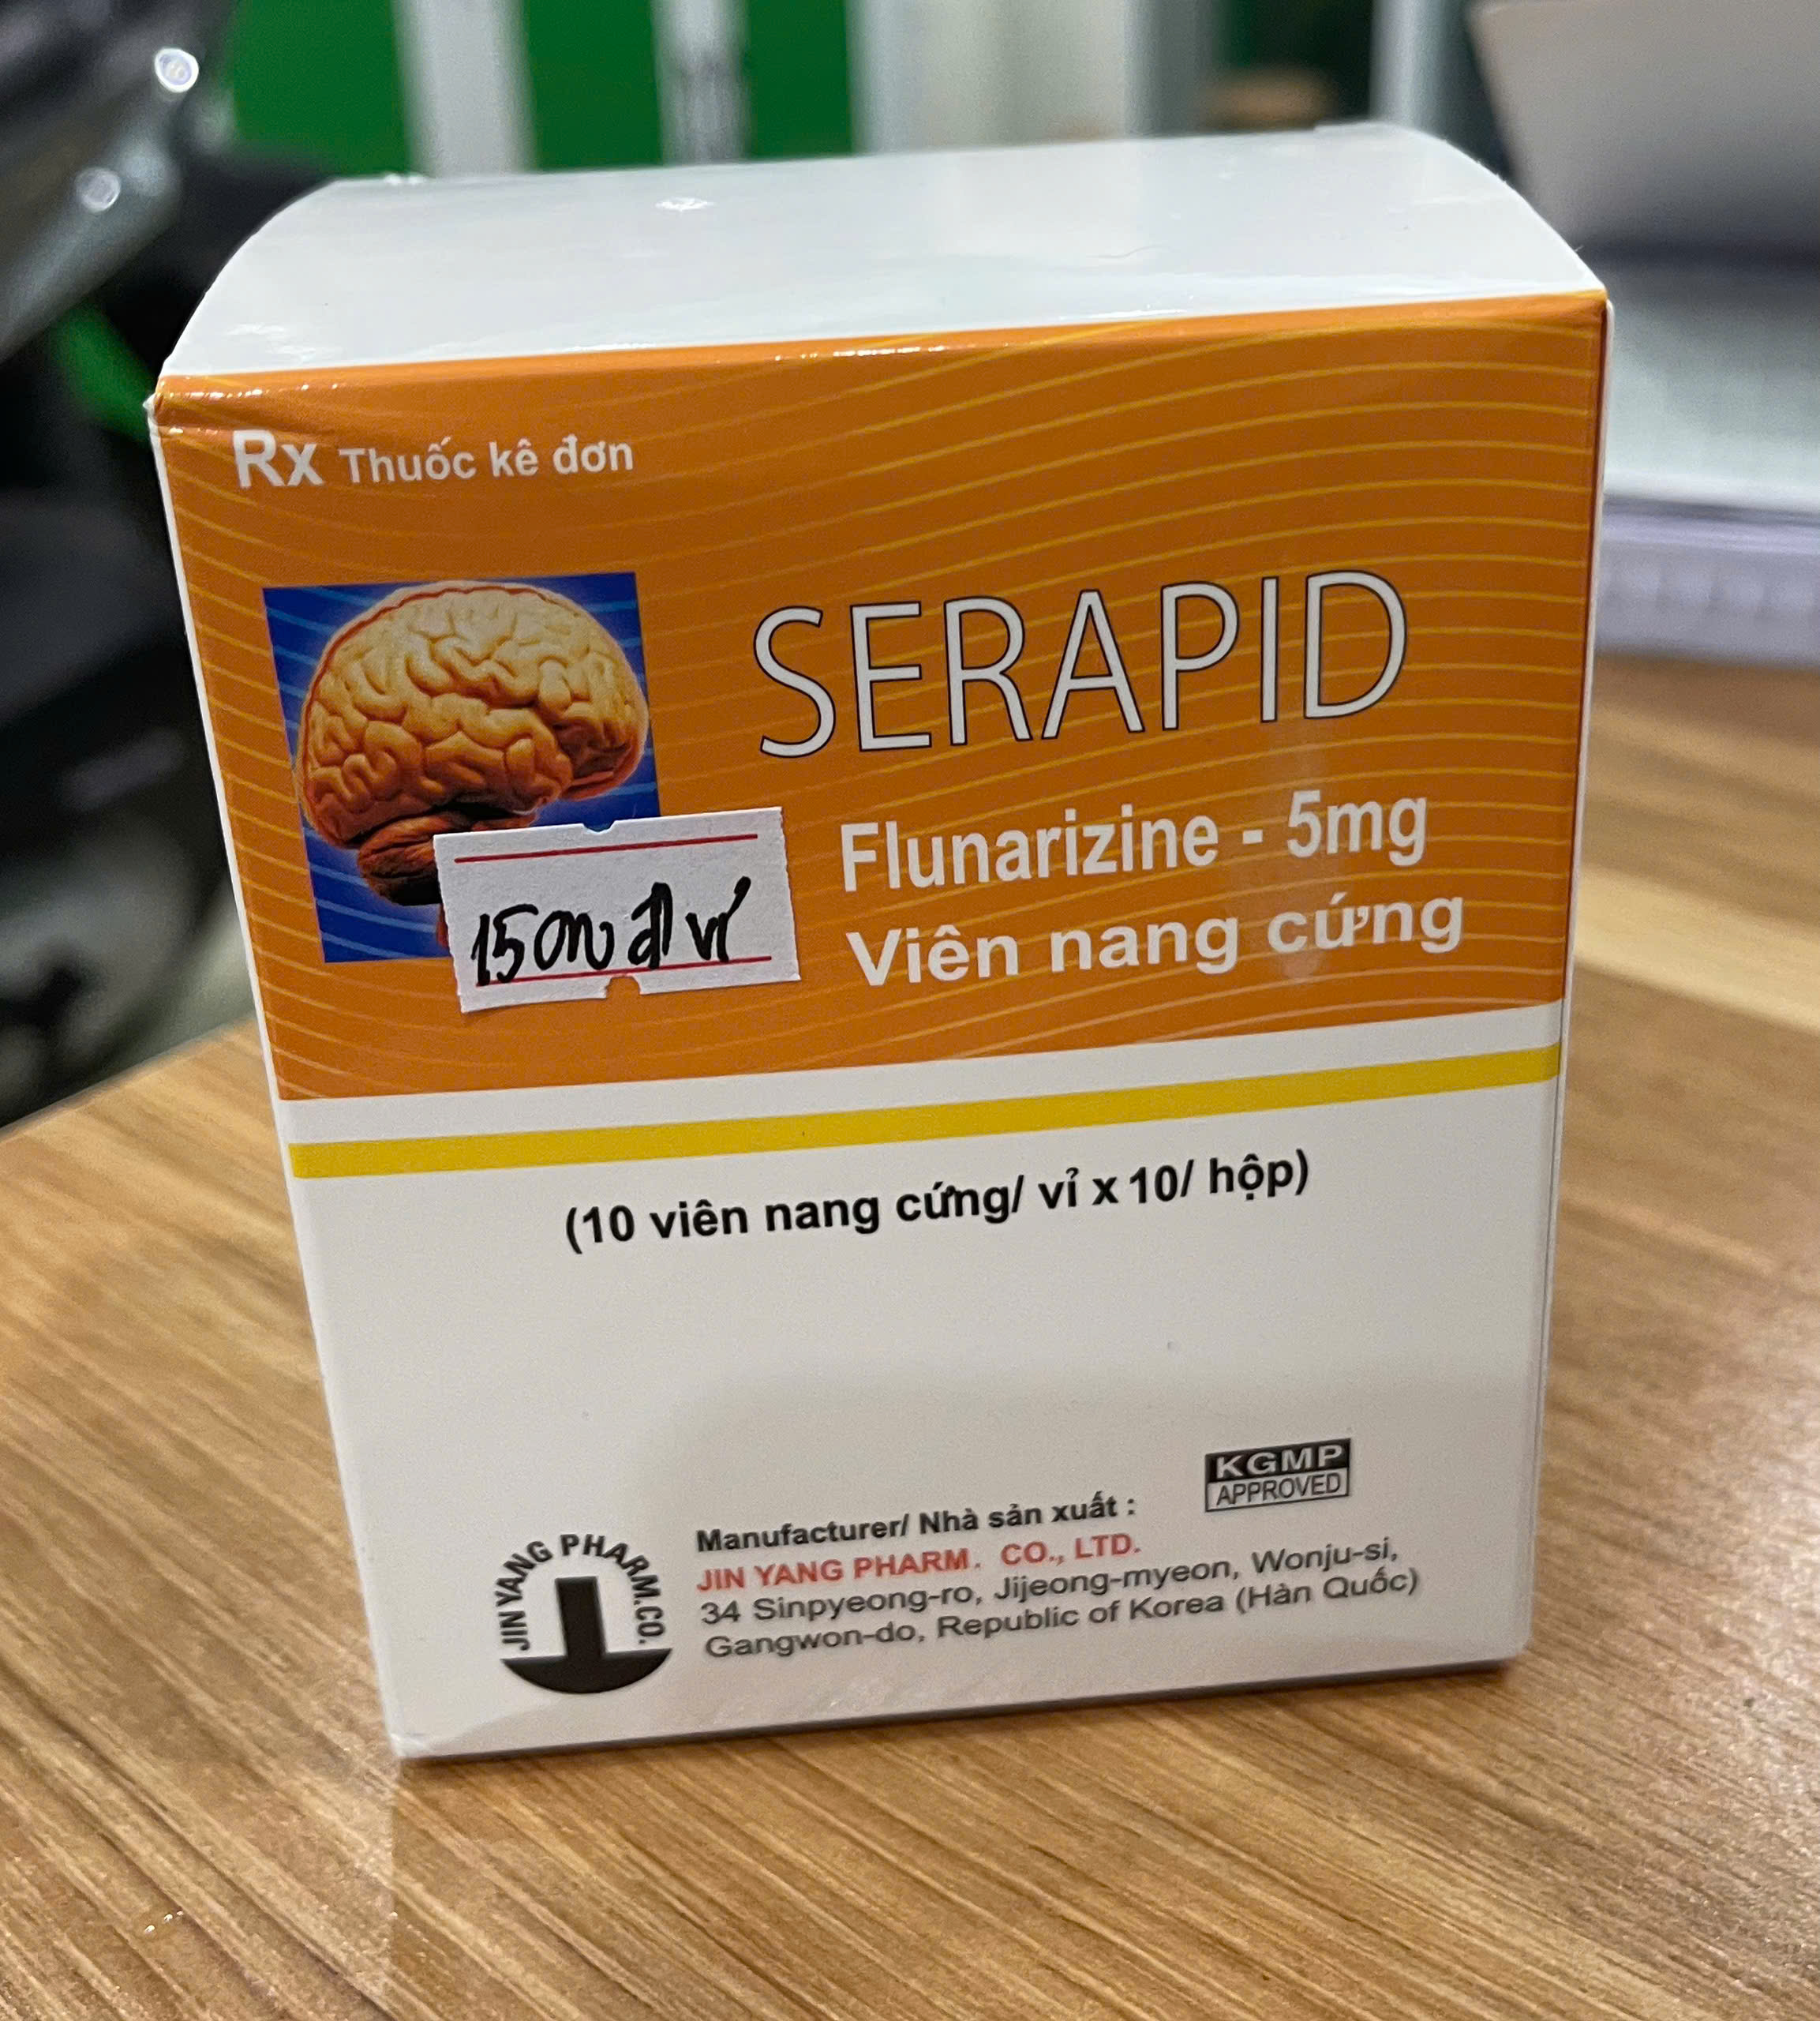 Rx Thuốc kê đơn
SERAPID
Flunarizine - 5mg
Viên nang cứng
15000đ/ vỉ
(10 viên nang cứng/ vỉ x 10/ hộp)
KGMP
APPROVED
JIN YANG PHARM.CO.
Manufacturer/ Nhà sản xuất :
JIN YANG PHARM. CO., LTD.
34 Sinpyeong-ro, Jijeong-myeon, Wonju-si,
Gangwon-do, Republic of Korea (Hàn Quốc)